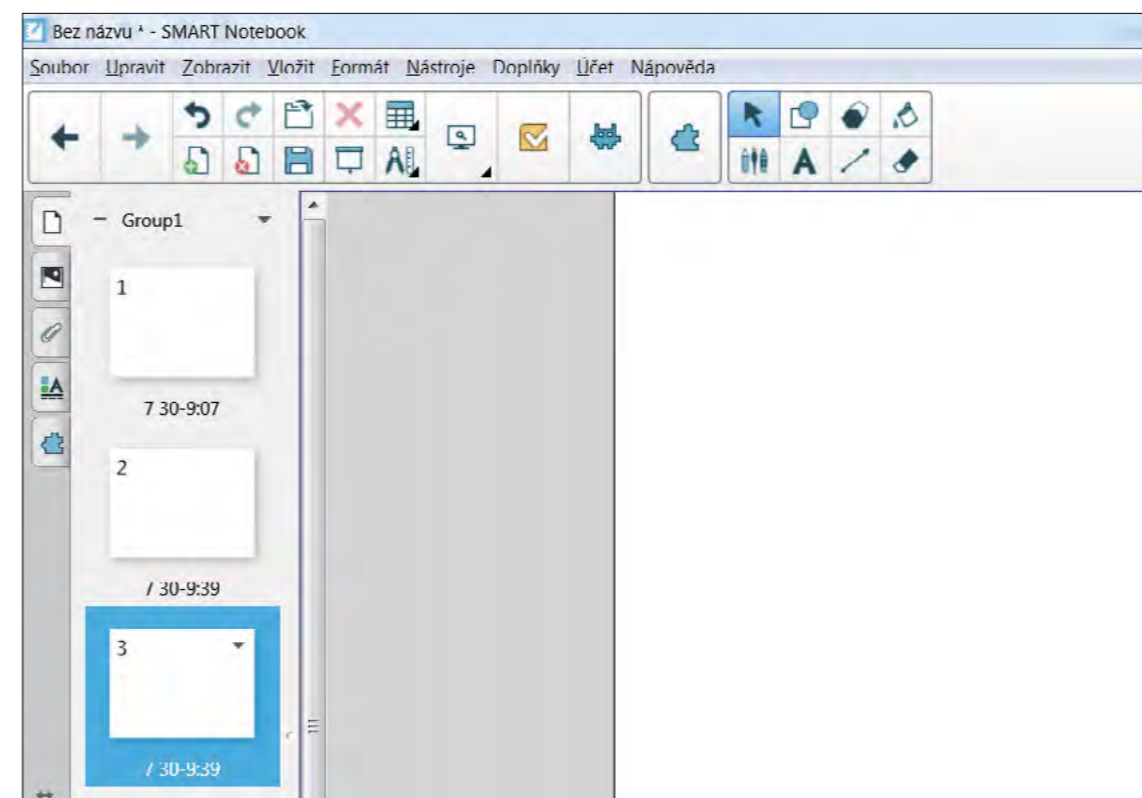 Bez názvu * - SMART Notebook
Soubor Upravit Zobrazit Vložit Formát Nástroje Doplňky Účet Nápověda
Group1
1
7 30-9:07
2
7 30-9:39
3
7 30-9:39